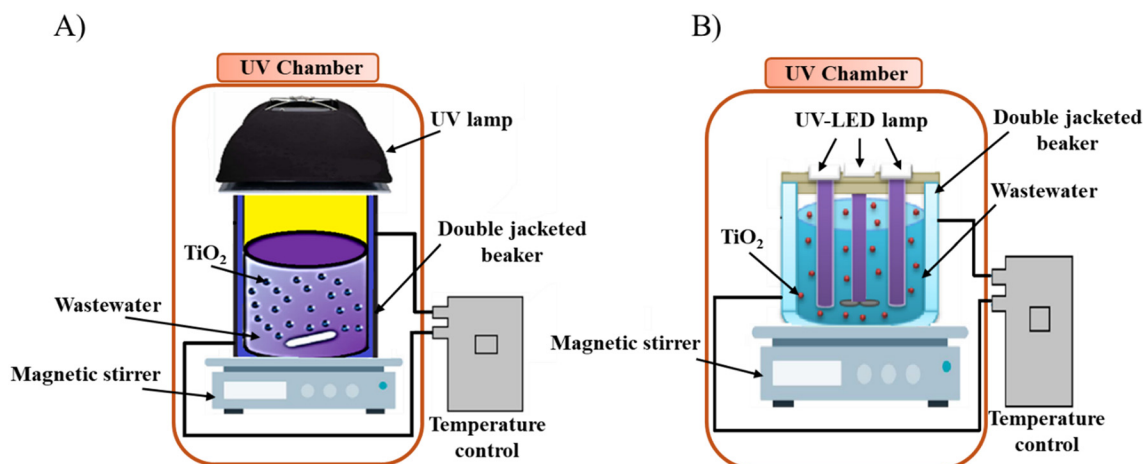 A)
UV Chamber
UV lamp
TiO₂
Double jacketed
beaker
Wastewater
Magnetic stirrer
Temperature
control
B)
UV Chamber
UV-LED lamp
Double jacketed
beaker
Wastewater
TiO₂
Magnetic stirrer
Temperature
control